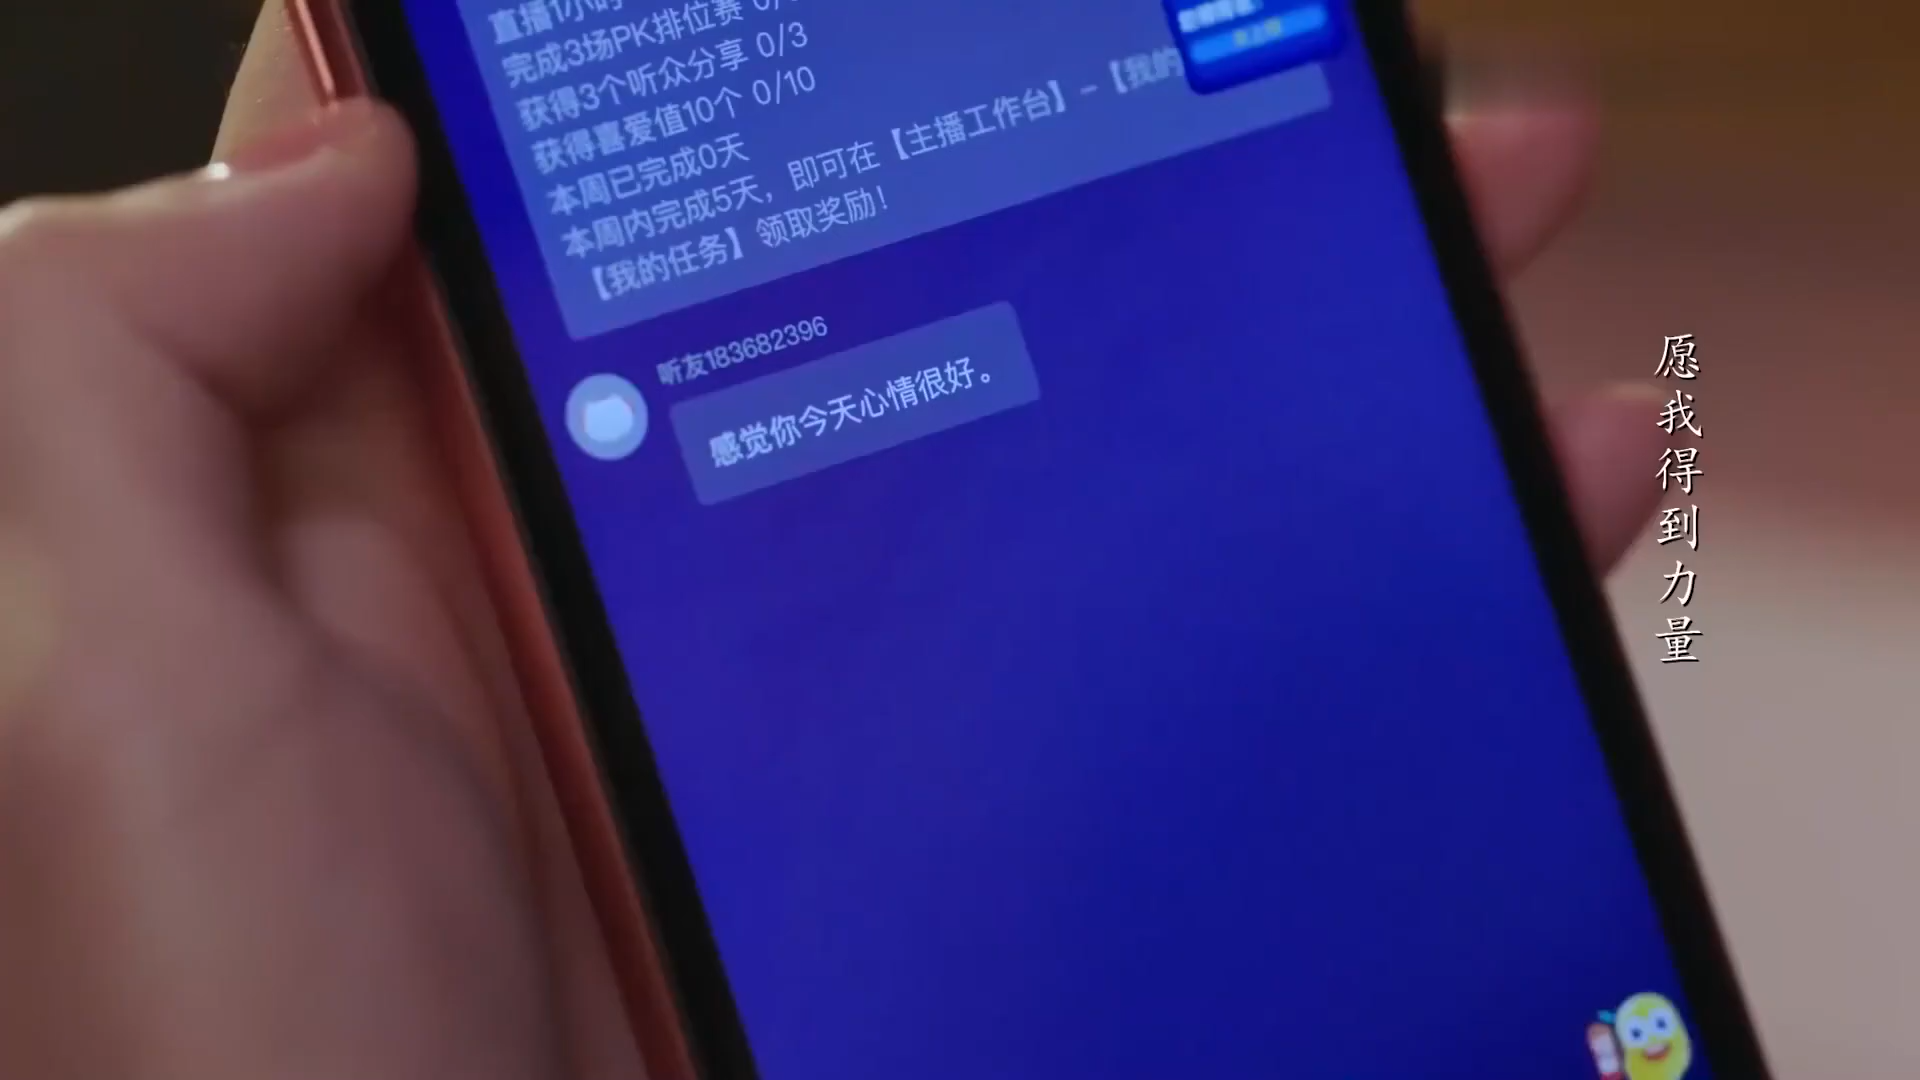 直播1小时
完成3场PK排位赛 0/
获得3个听众分享 0/3
获得喜爱值10个 0/10
本周已完成0天
本周内完成5天，即可在【主播工作台】-【我的
【我的任务】领取奖励！
听友183682396
感觉你今天心情很好。
愿我得到力量